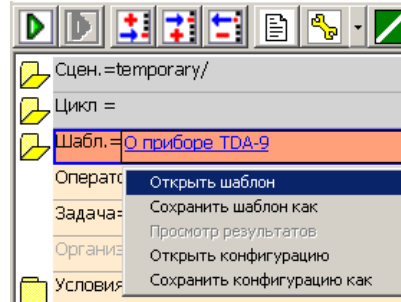 Сцен.=temporary/
Цикл =
Шабл.=О приборе TDA-9
Операто
Открыть шаблон
Задача=
Сохранить шаблон как
Просмотр результатов
Организ
Открыть конфигурацию
Условия
Сохранить конфигурацию как